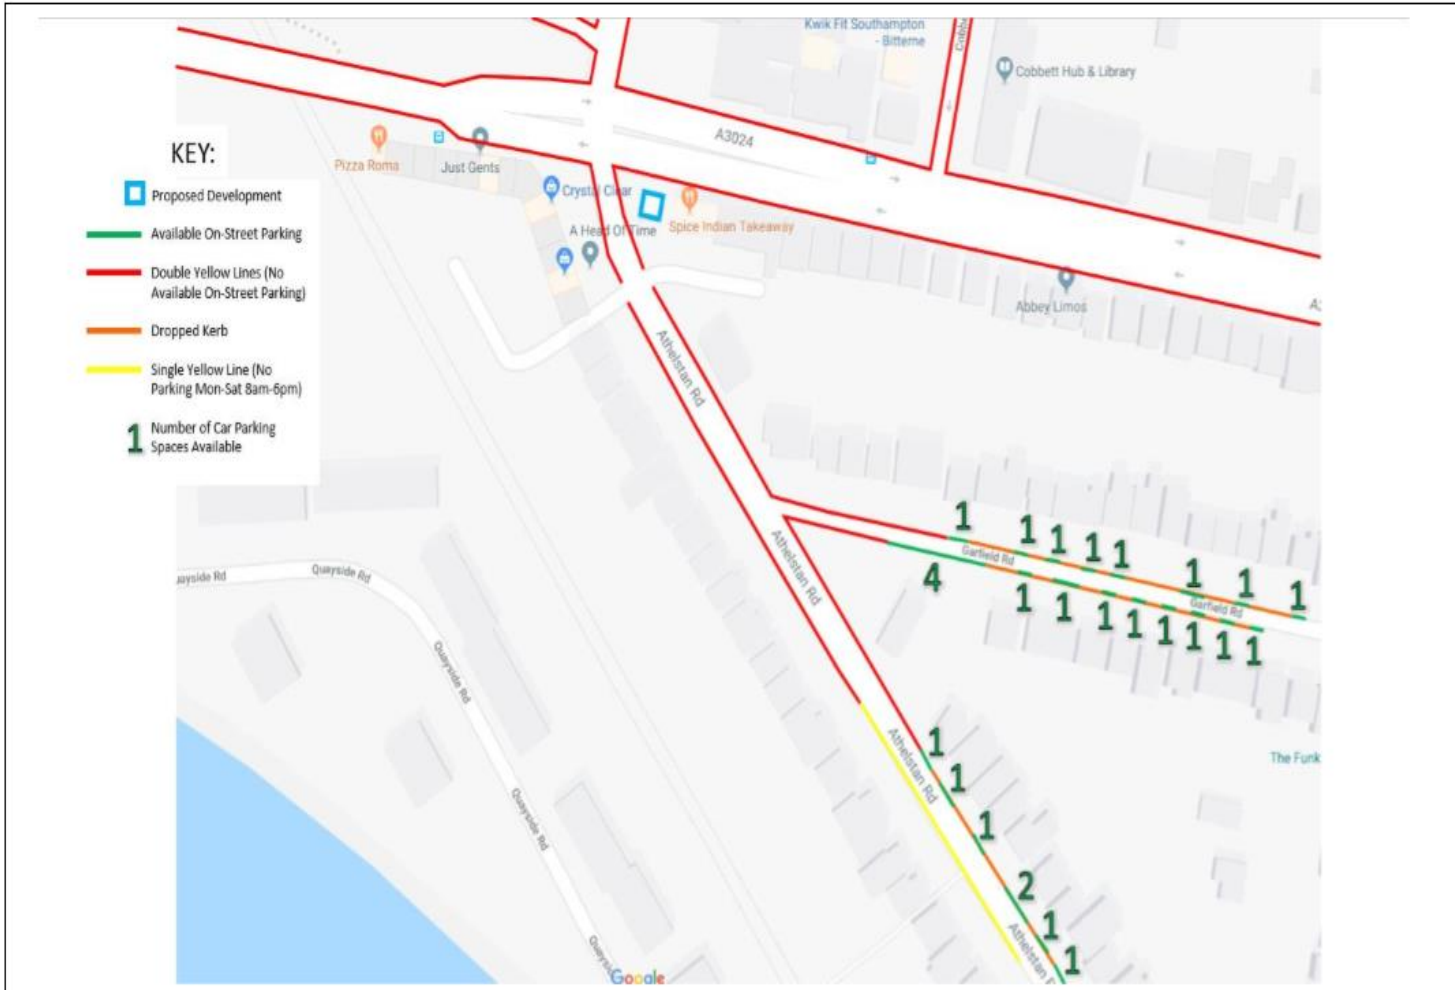 Kwik Fit Southampton
- Bitterne
Cobbett Hub & Library
A3024
KEY:
Pizza Roma
Just Gents
Proposed Development
Crystal Clear
Available On-Street Parking
A Head Of Time
Spice Indian Takeaway
Double Yellow Lines (No
Available On-Street Parking)
Abbey Limos
Dropped Kerb
Athelstan Rd
Single Yellow Line (No
Parking Mon-Sat 8am-6pm)
1
Number of Car Parking
Spaces Available
1
1
1
1
1
1
1
1
Garfield Rd
Athelstan Rd
Quayside Rd
4
1
1
1
1
1
1
1
1
Garfield Rd
Quayside Rd
1
Athelstan Rd
The Funk
1
Quayside Rd
1
2
1
Athelstan
1
Google